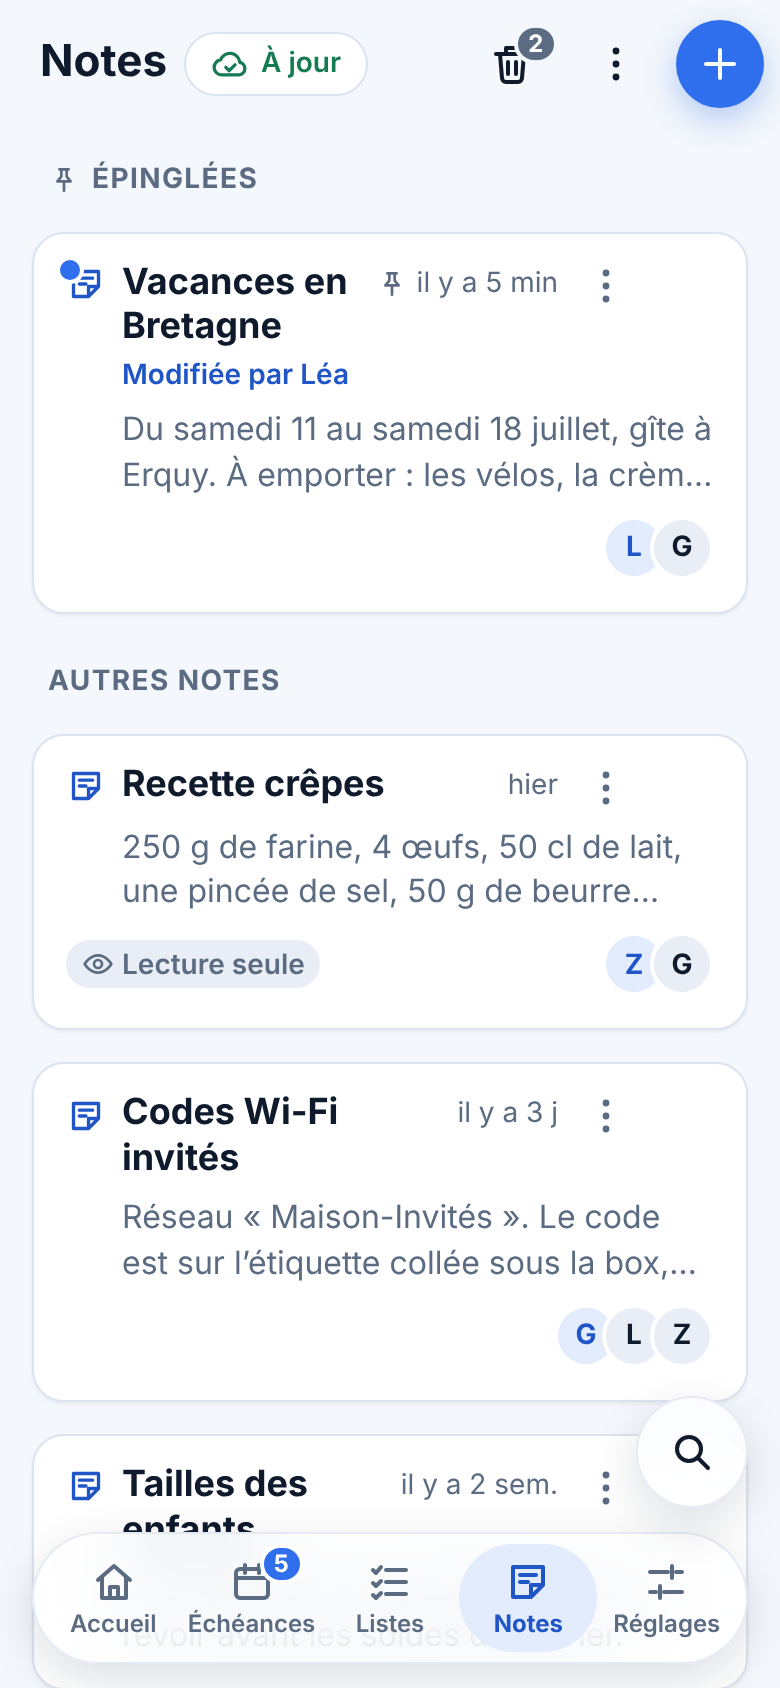 Notes
À jour
2
ÉPINGLÉES
Vacances en
Bretagne
il y a 5 min
Modifiée par Léa
Du samedi 11 au samedi 18 juillet, gîte à
Erquy. À emporter : les vélos, la crèm...
L G
AUTRES NOTES
Recette crêpes
hier
250 g de farine, 4 œufs, 50 cl de lait,
une pincée de sel, 50 g de beurre...
Lecture seule
Z G
Codes Wi-Fi
invités
il y a 3 j
Réseau « Maison-Invités ». Le code
est sur l’étiquette collée sous la box,...
G L Z
Tailles des
enfants
il y a 2 sem.
revoir avant les soldes
5
Accueil
Échéances
Listes
Notes
Réglages